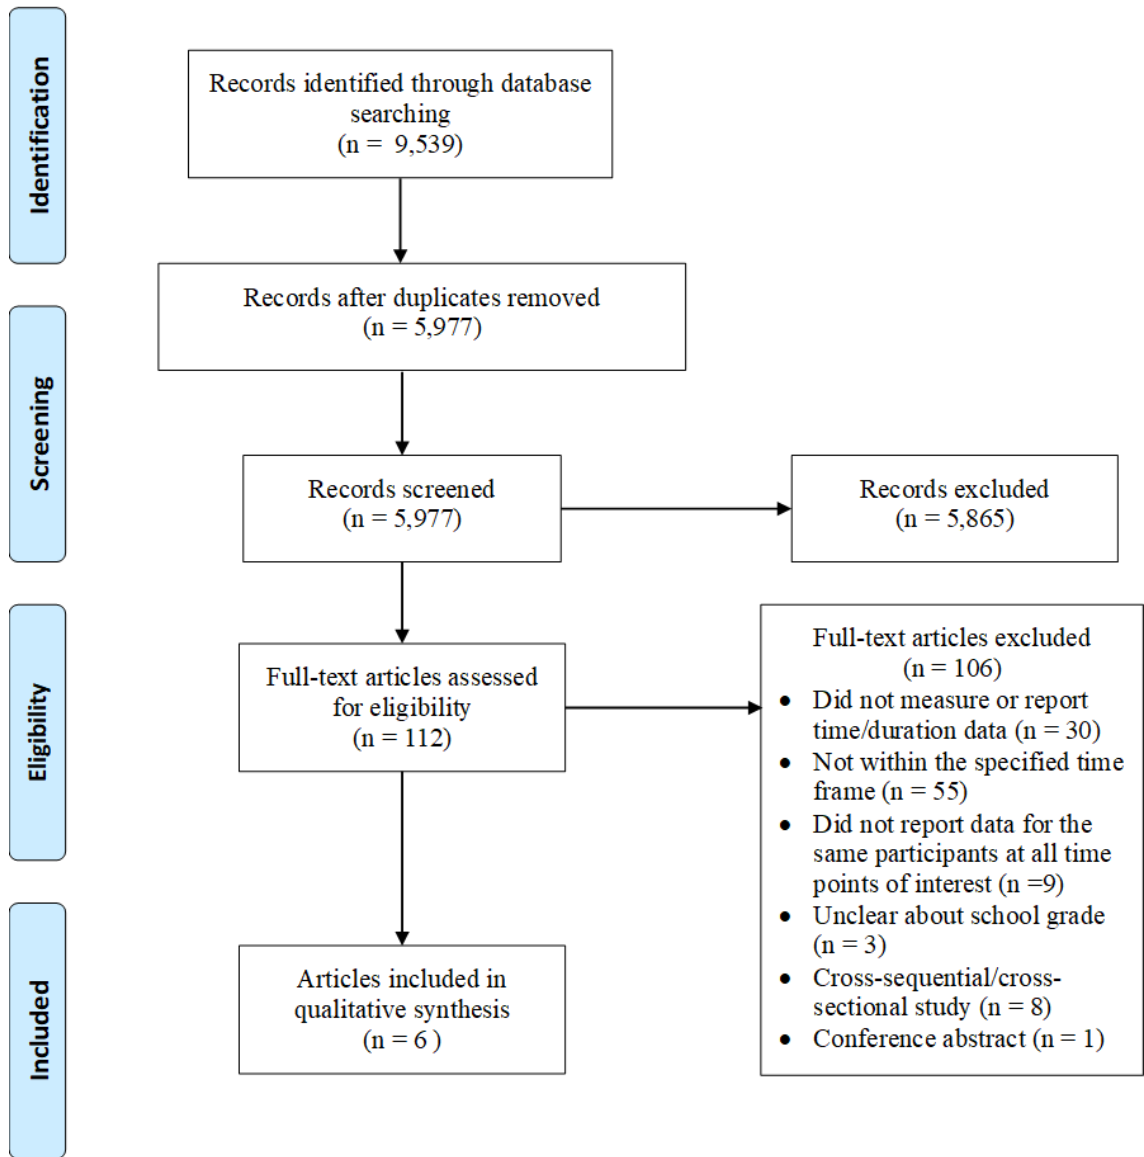 Identification
Records identified through database
searching
(n =  9,539)
Records after duplicates removed
(n = 5,977)
Screening
Records screened
(n = 5,977)
Records excluded
(n = 5,865)
Eligibility
Full-text articles assessed
for eligibility
(n = 112)
Full-text articles excluded
(n = 106)
• Did not measure or report
time/duration data (n = 30)
• Not within the specified time
frame (n = 55)
• Did not report data for the
same participants at all time
points of interest (n =9)
• Unclear about school grade
(n = 3)
• Cross-sequential/cross-
sectional study (n = 8)
• Conference abstract (n = 1)
Included
Articles included in
qualitative synthesis
(n = 6 )